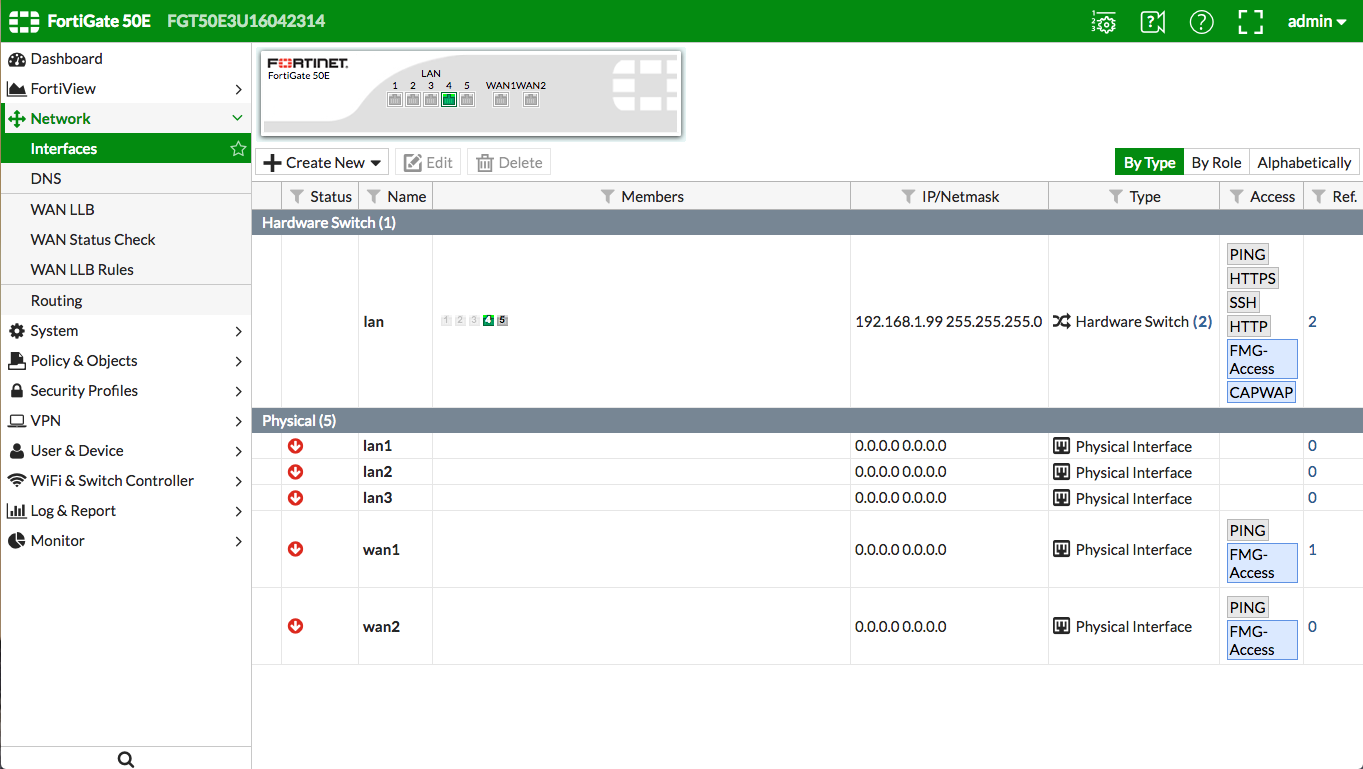 FortiGate 50E FGT50E3U16042314 admin
Dashboard
FortiView
Network
Interfaces
DNS
WAN LLB
WAN Status Check
WAN LLB Rules
Routing
System
Policy & Objects
Security Profiles
VPN
User & Device
WiFi & Switch Controller
Log & Report
Monitor
FORTINET
FortiGate 50E
LAN
1 2 3 4 5 WAN1 WAN2
Create New Edit Delete By Type By Role Alphabetically
Status Name Members IP/Netmask Type Access Ref.
Hardware Switch (1)
lan 1 2 3 4 5 192.168.1.99 255.255.255.0 Hardware Switch (2) 2
PING
HTTPS
SSH
HTTP
FMG-
Access
CAPWAP
Physical (5)
lan1 0.0.0.0 0.0.0.0 Physical Interface 0
lan2 0.0.0.0 0.0.0.0 Physical Interface 0
lan3 0.0.0.0 0.0.0.0 Physical Interface 0
wan1 0.0.0.0 0.0.0.0 Physical Interface 1
PING
FMG-
Access
wan2 0.0.0.0 0.0.0.0 Physical Interface 0
PING
FMG-
Access